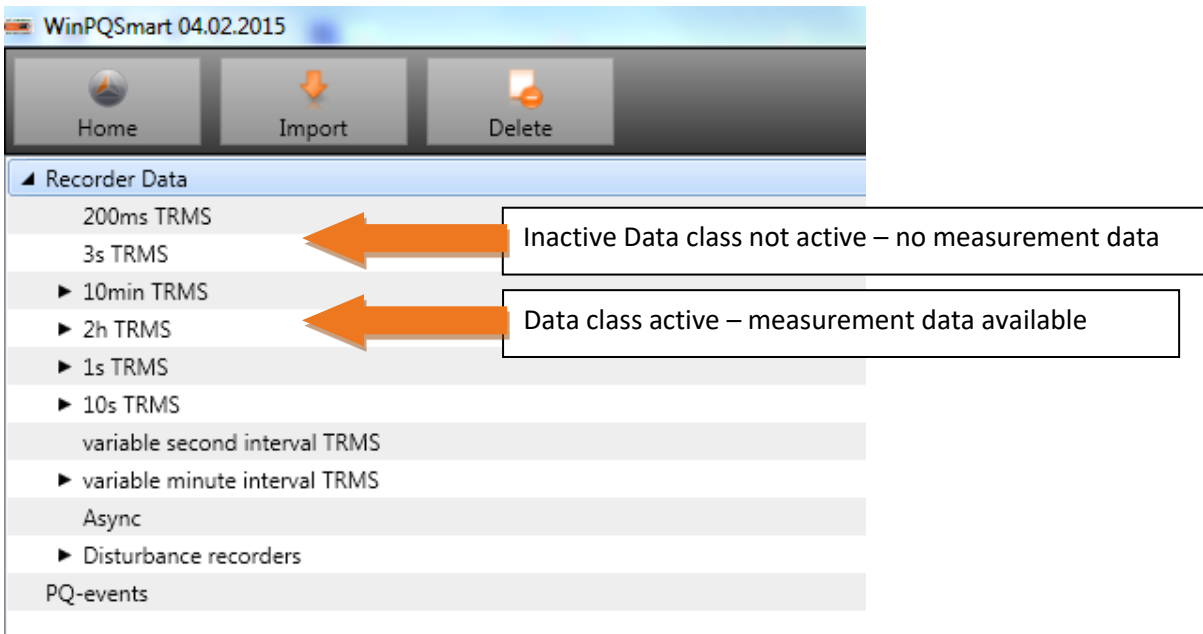 WinPQSmart 04.02.2015
Home Import Delete
Recorder Data
200ms TRMS
Inactive Data class not active – no measurement data
3s TRMS
10min TRMS
Data class active – measurement data available
2h TRMS
1s TRMS
10s TRMS
variable second interval TRMS
variable minute interval TRMS
Async
Disturbance recorders
PQ-events